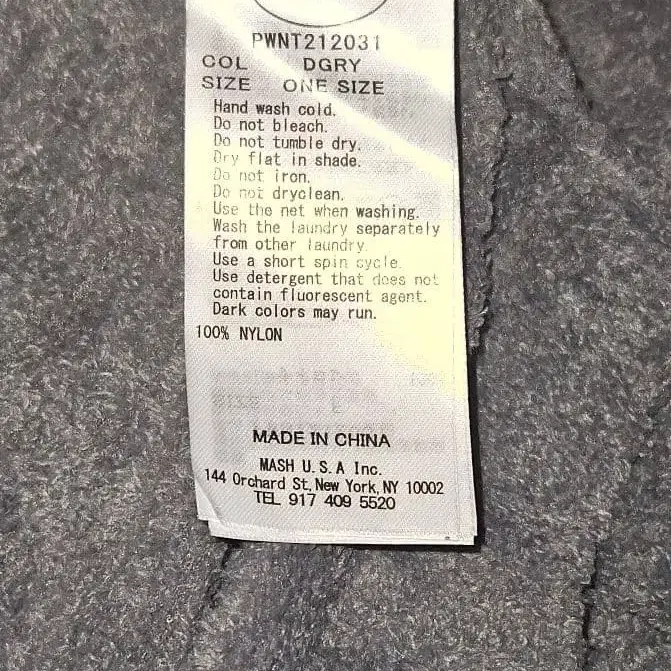 PWNT212031
COL DGRY
SIZE ONE SIZE
Hand wash cold.
Do not bleach.
Do not tumble dry.
Dry flat in shade.
Do not iron.
Do not dryclean.
Use the net when washing.
Wash the laundry separately
from other laundry.
Use a short spin cycle.
Use detergent that does not
contain fluorescent agent.
Dark colors may run.
100% NYLON
MADE IN CHINA
MASH U.S.A Inc.
144 Orchard St, New York, NY 10002
TEL 917 409 5520